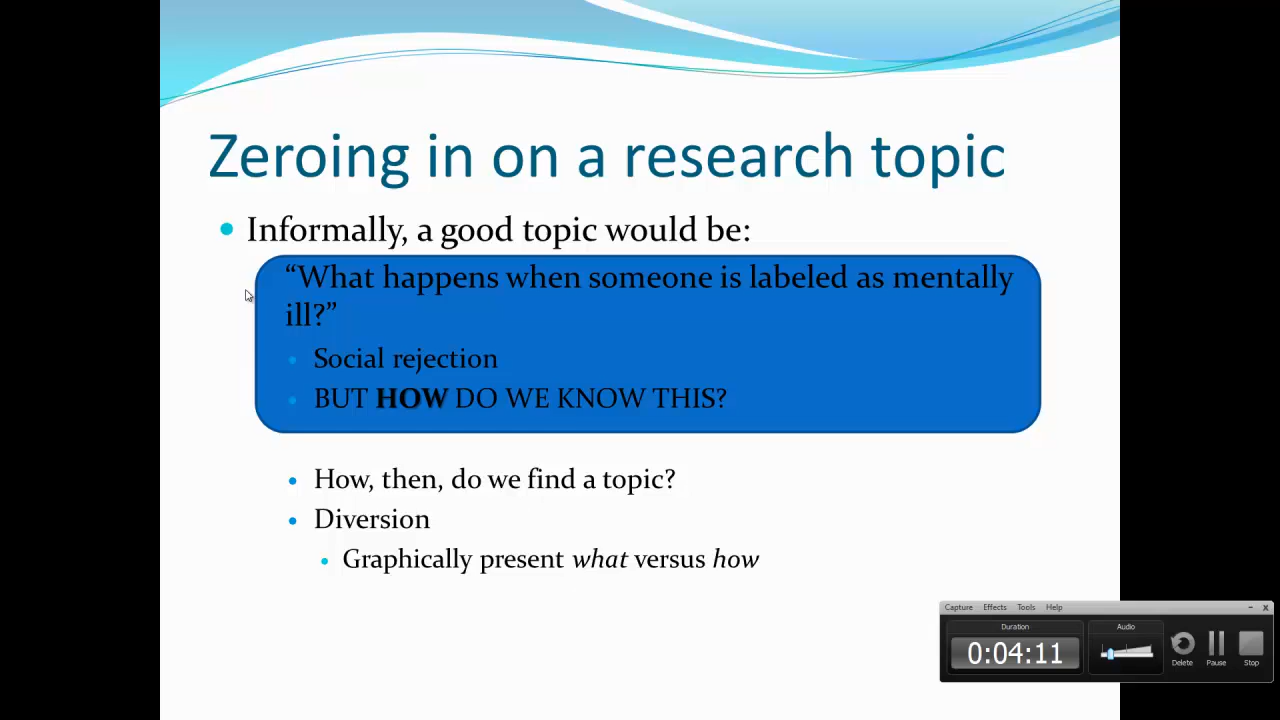 Zeroing in on a research topic
Informally, a good topic would be:
“What happens when someone is labeled as mentally
ill?”
Social rejection
BUT HOW DO WE KNOW THIS?
How, then, do we find a topic?
Diversion
Graphically present what versus how
Capture Effects Tools Help
Duration
Audio
0:04:11
Delete Pause Stop